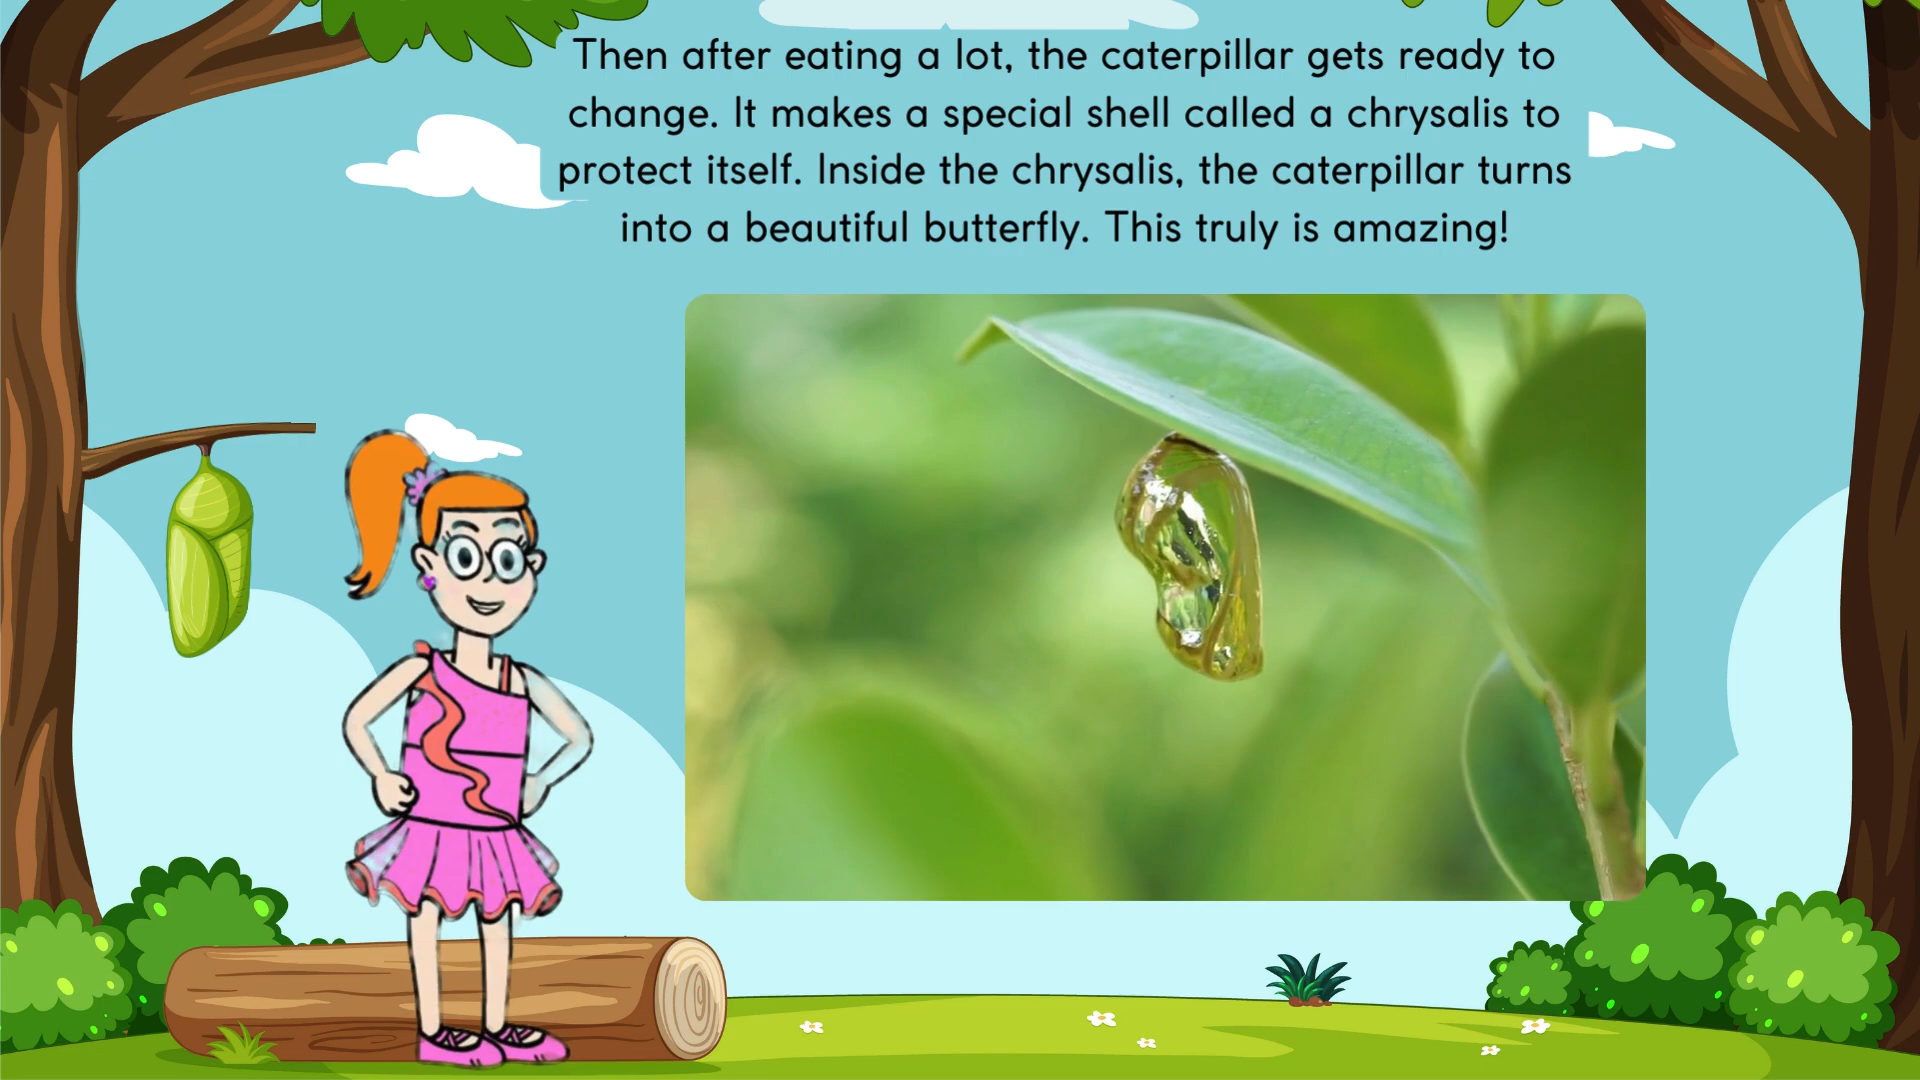 Then after eating a lot, the caterpillar gets ready to
change. It makes a special shell called a chrysalis to
protect itself. Inside the chrysalis, the caterpillar turns
into a beautiful butterfly. This truly is amazing!